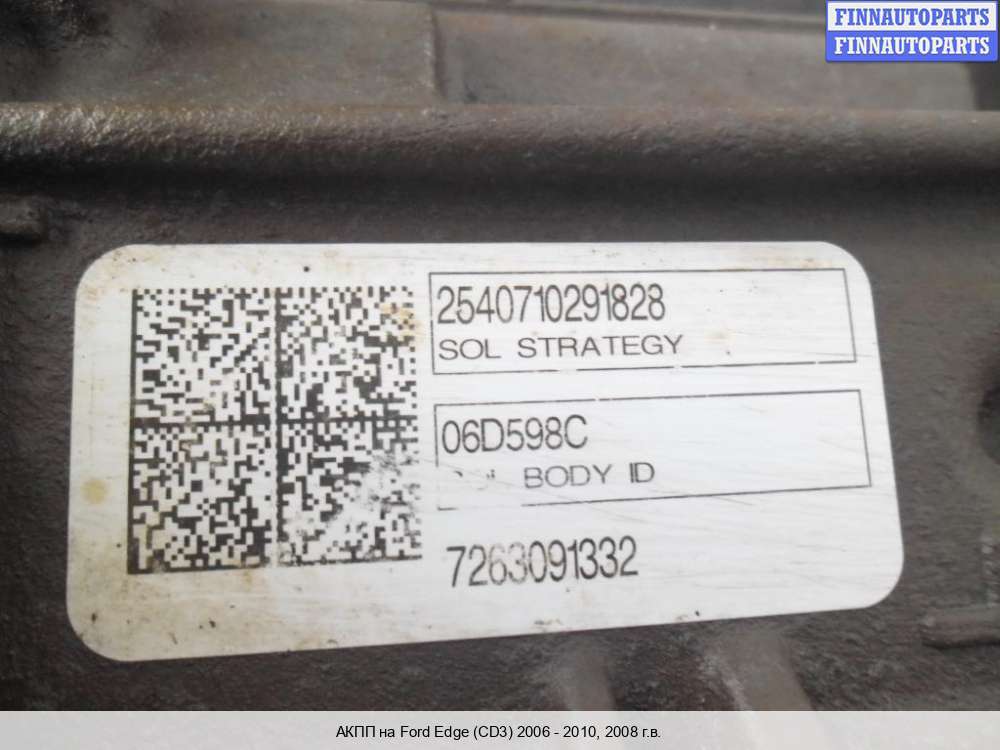 FINNAUTOPARTS
FINNAUTOPARTS
2540710291828
SOL STRATEGY
06D598C
BODY ID
7263091332
АКПП на Ford Edge (CD3) 2006 - 2010, 2008 г.в.